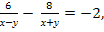 6/(x−y) − 8/(x+y) = −2,